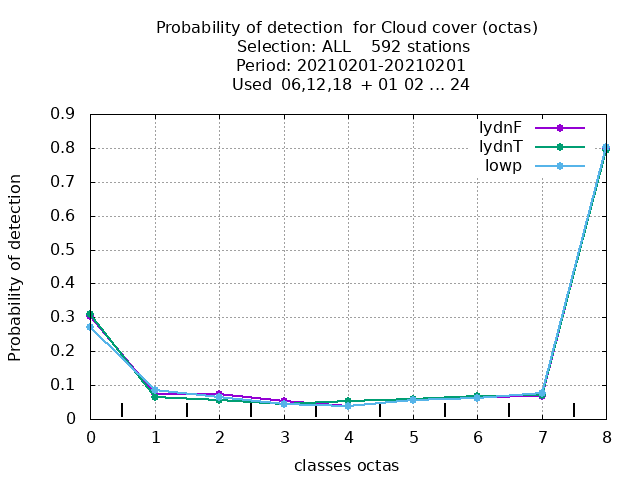 Probability of detection  for Cloud cover (octas)
Selection: ALL    592 stations
Period: 20210201-20210201
Used  06,12,18  + 01 02 ... 24
lydnF
lydnT
lowp
Probability of detection
0.9
0.8
0.7
0.6
0.5
0.4
0.3
0.2
0.1
0
0 1 2 3 4 5 6 7 8
classes octas